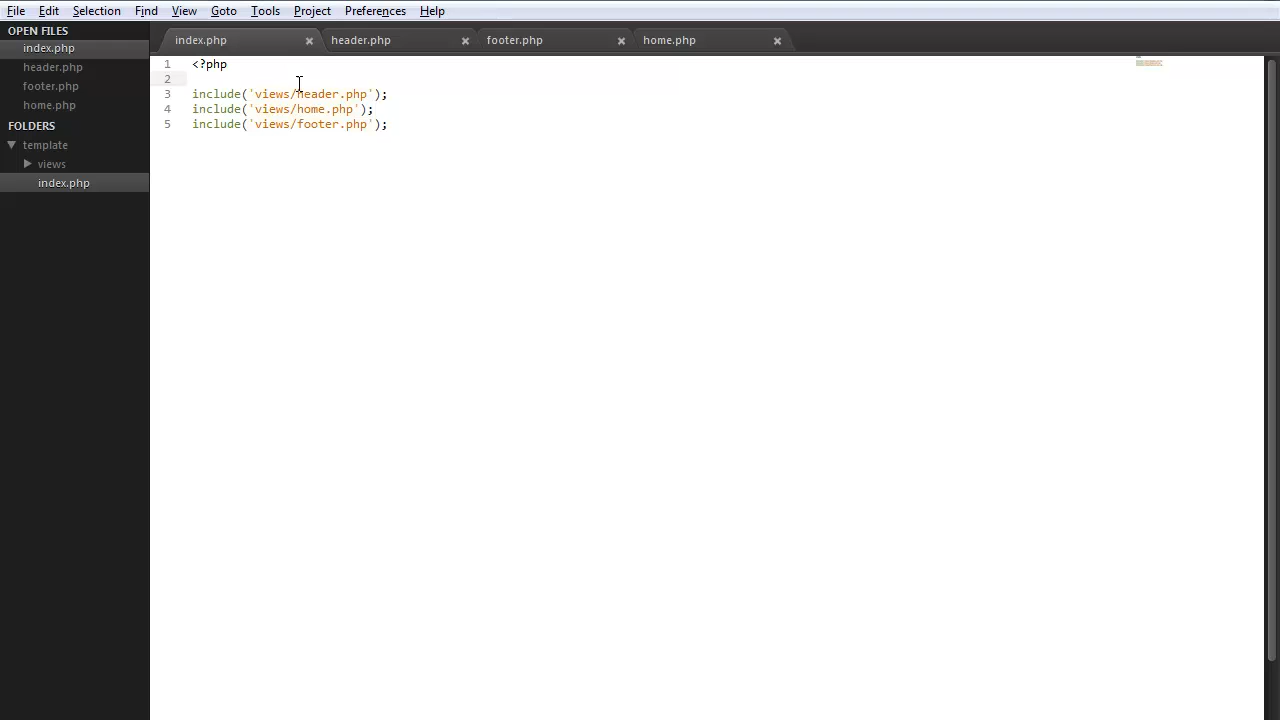 File Edit Selection Find View Goto Tools Project Preferences Help
OPEN FILES
index.php
header.php
footer.php
home.php
FOLDERS
template
views
index.php
index.php header.php footer.php home.php
1 <?php
2
3 include('views/header.php');
4 include('views/home.php');
5 include('views/footer.php');